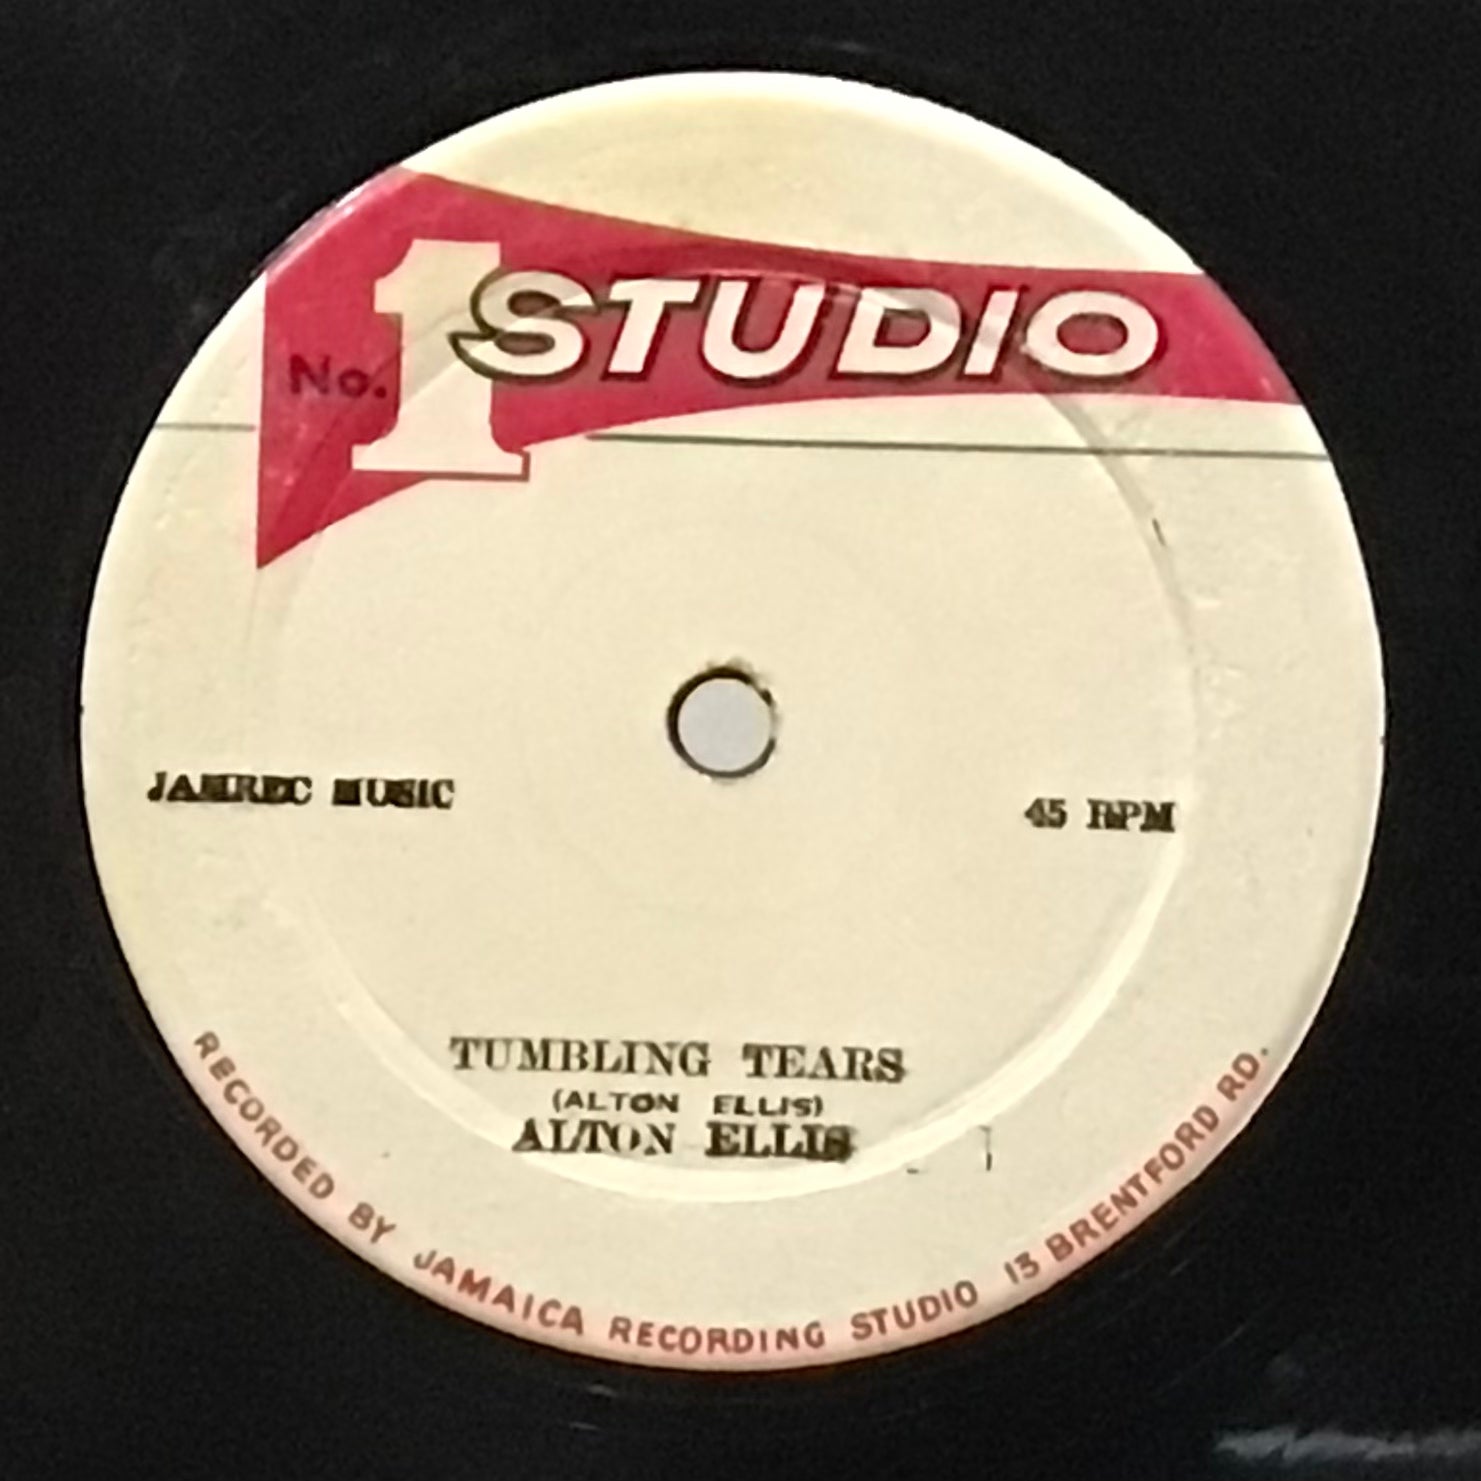 No. 1 STUDIO
JAMREC MUSIC
45 RPM
TUMBLING TEARS
(ALTON ELLIS)
ALTON ELLIS
RECORDED BY JAMAICA RECORDING STUDIO 13 BRENTFORD RD.